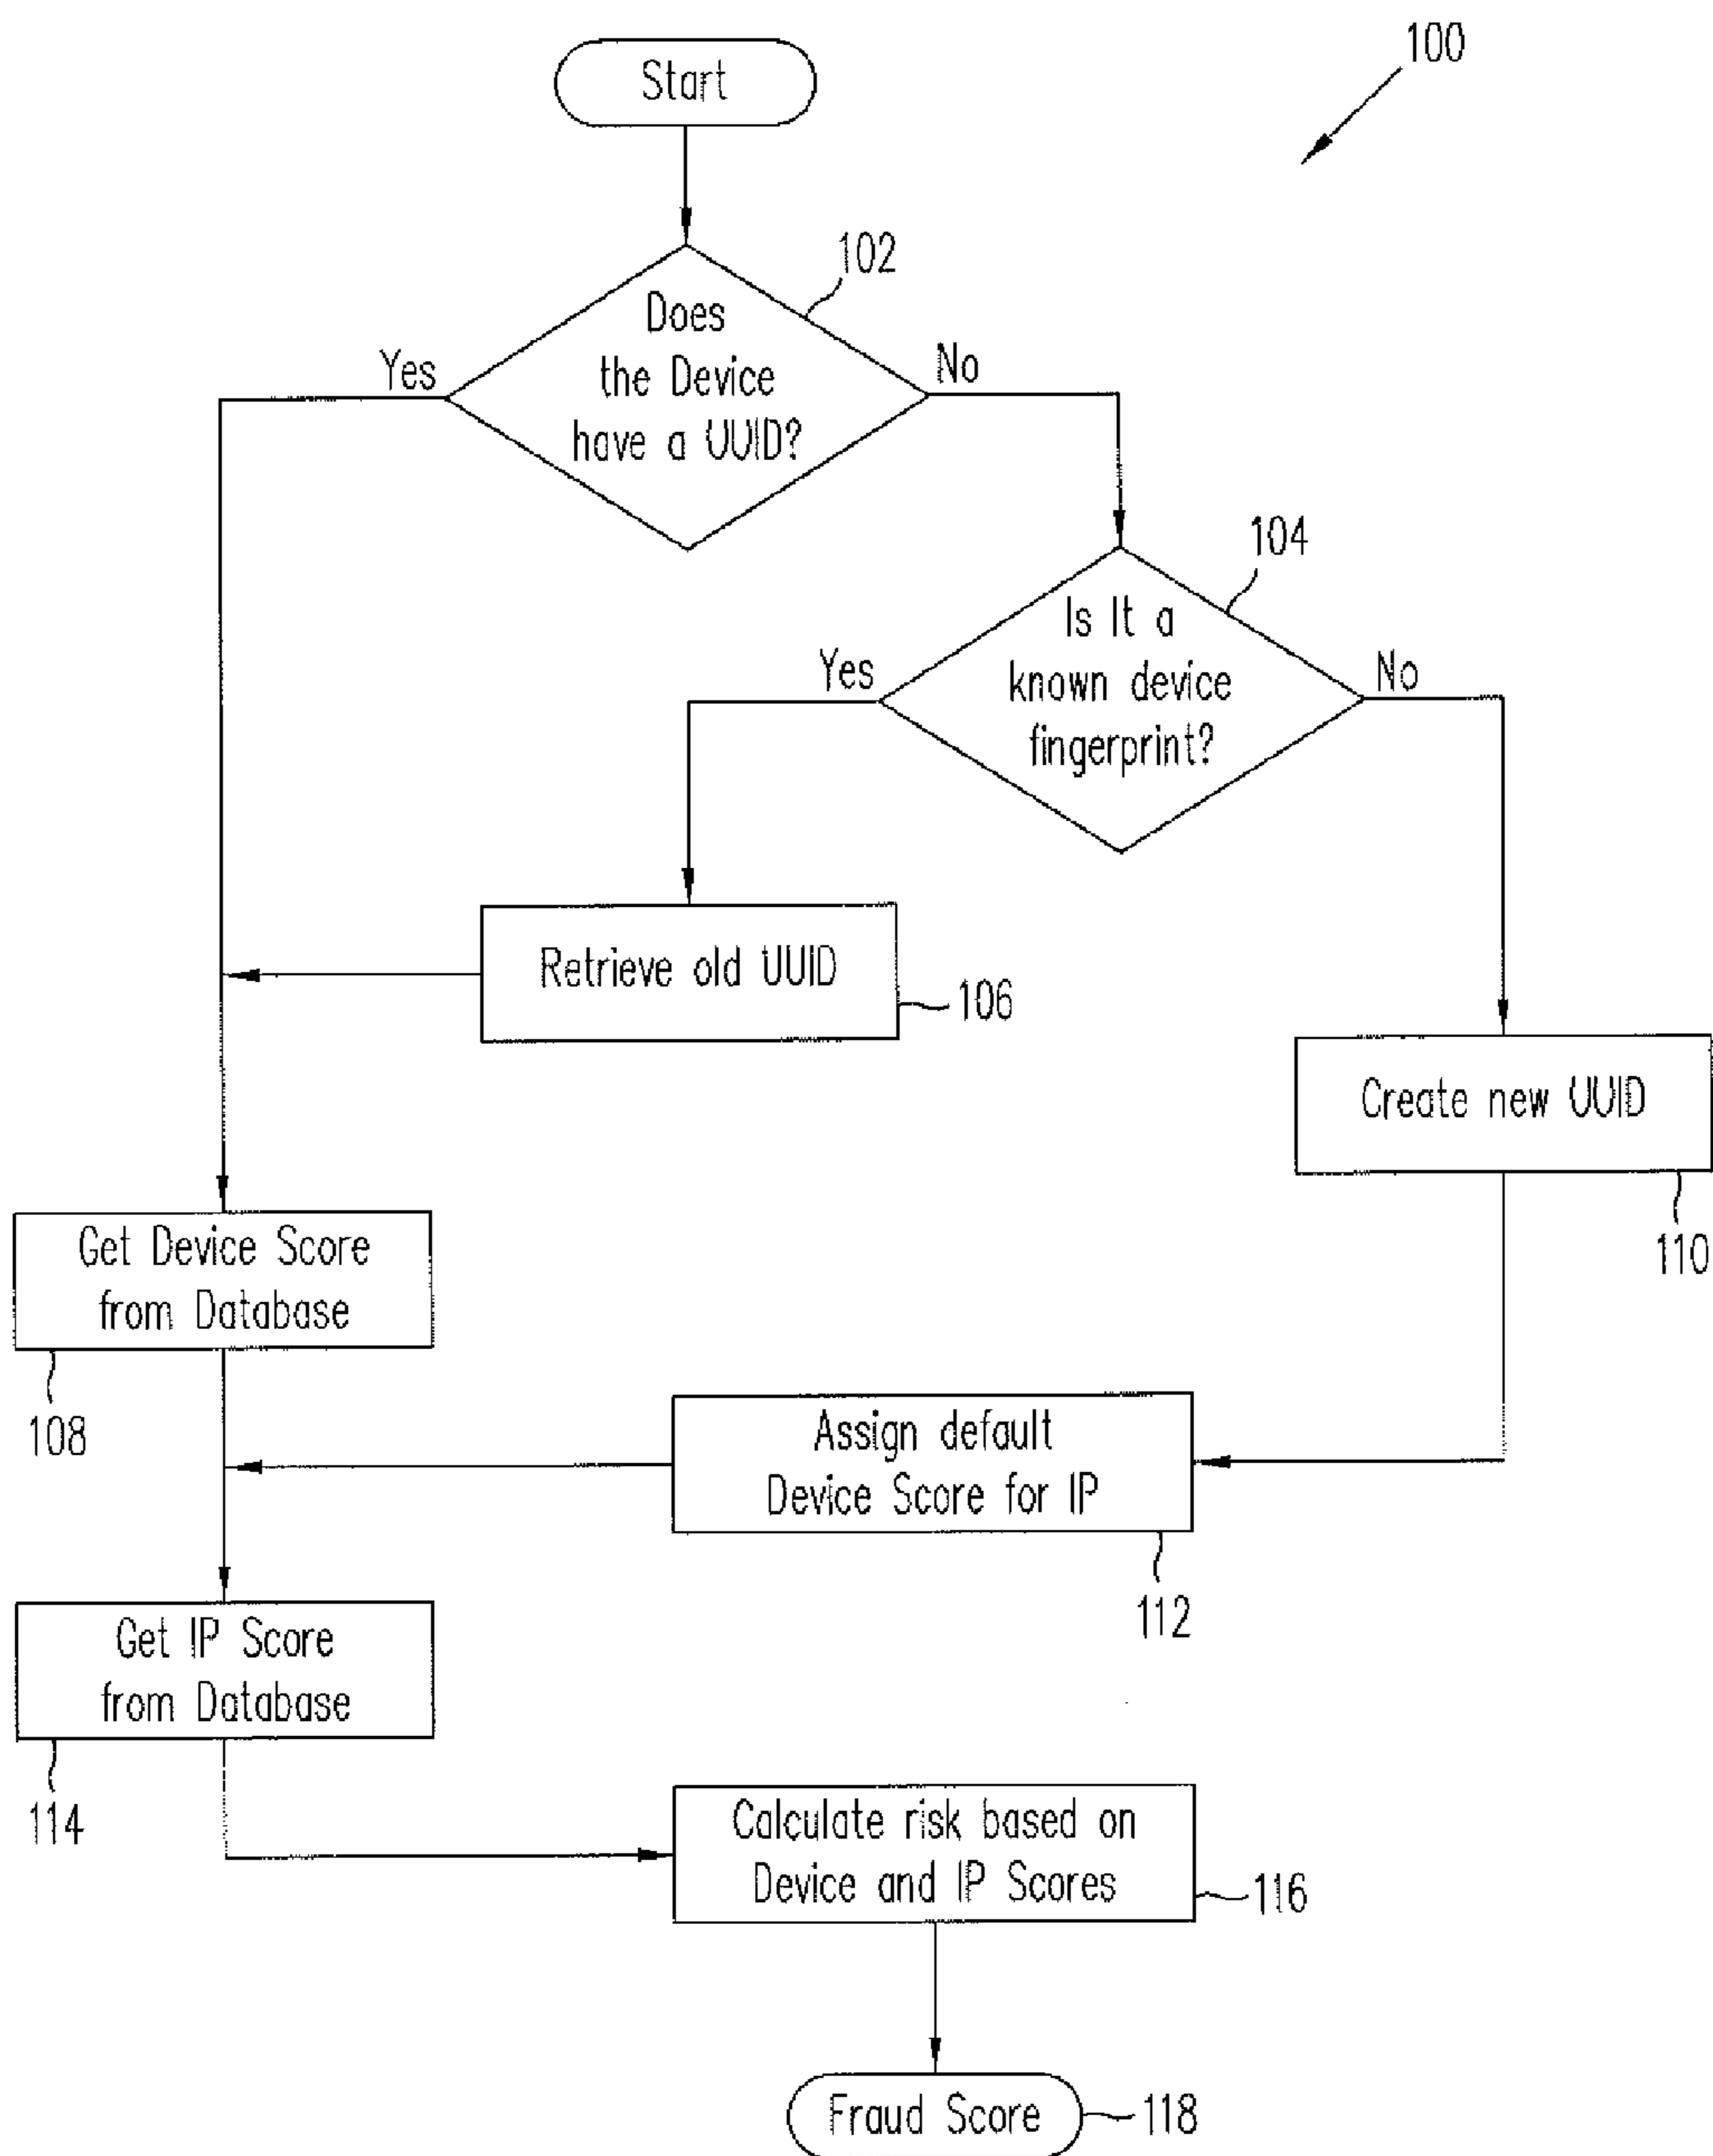 100
Start
102
Does
the Device
have a UUID?
Yes
No
104
Is It a
known device
fingerprint?
Yes
No
Retrieve old UUID
106
Create new UUID
110
Get Device Score
from Database
108
Assign default
Device Score for IP
112
Get IP Score
from Database
114
Calculate risk based on
Device and IP Scores
116
Fraud Score
118